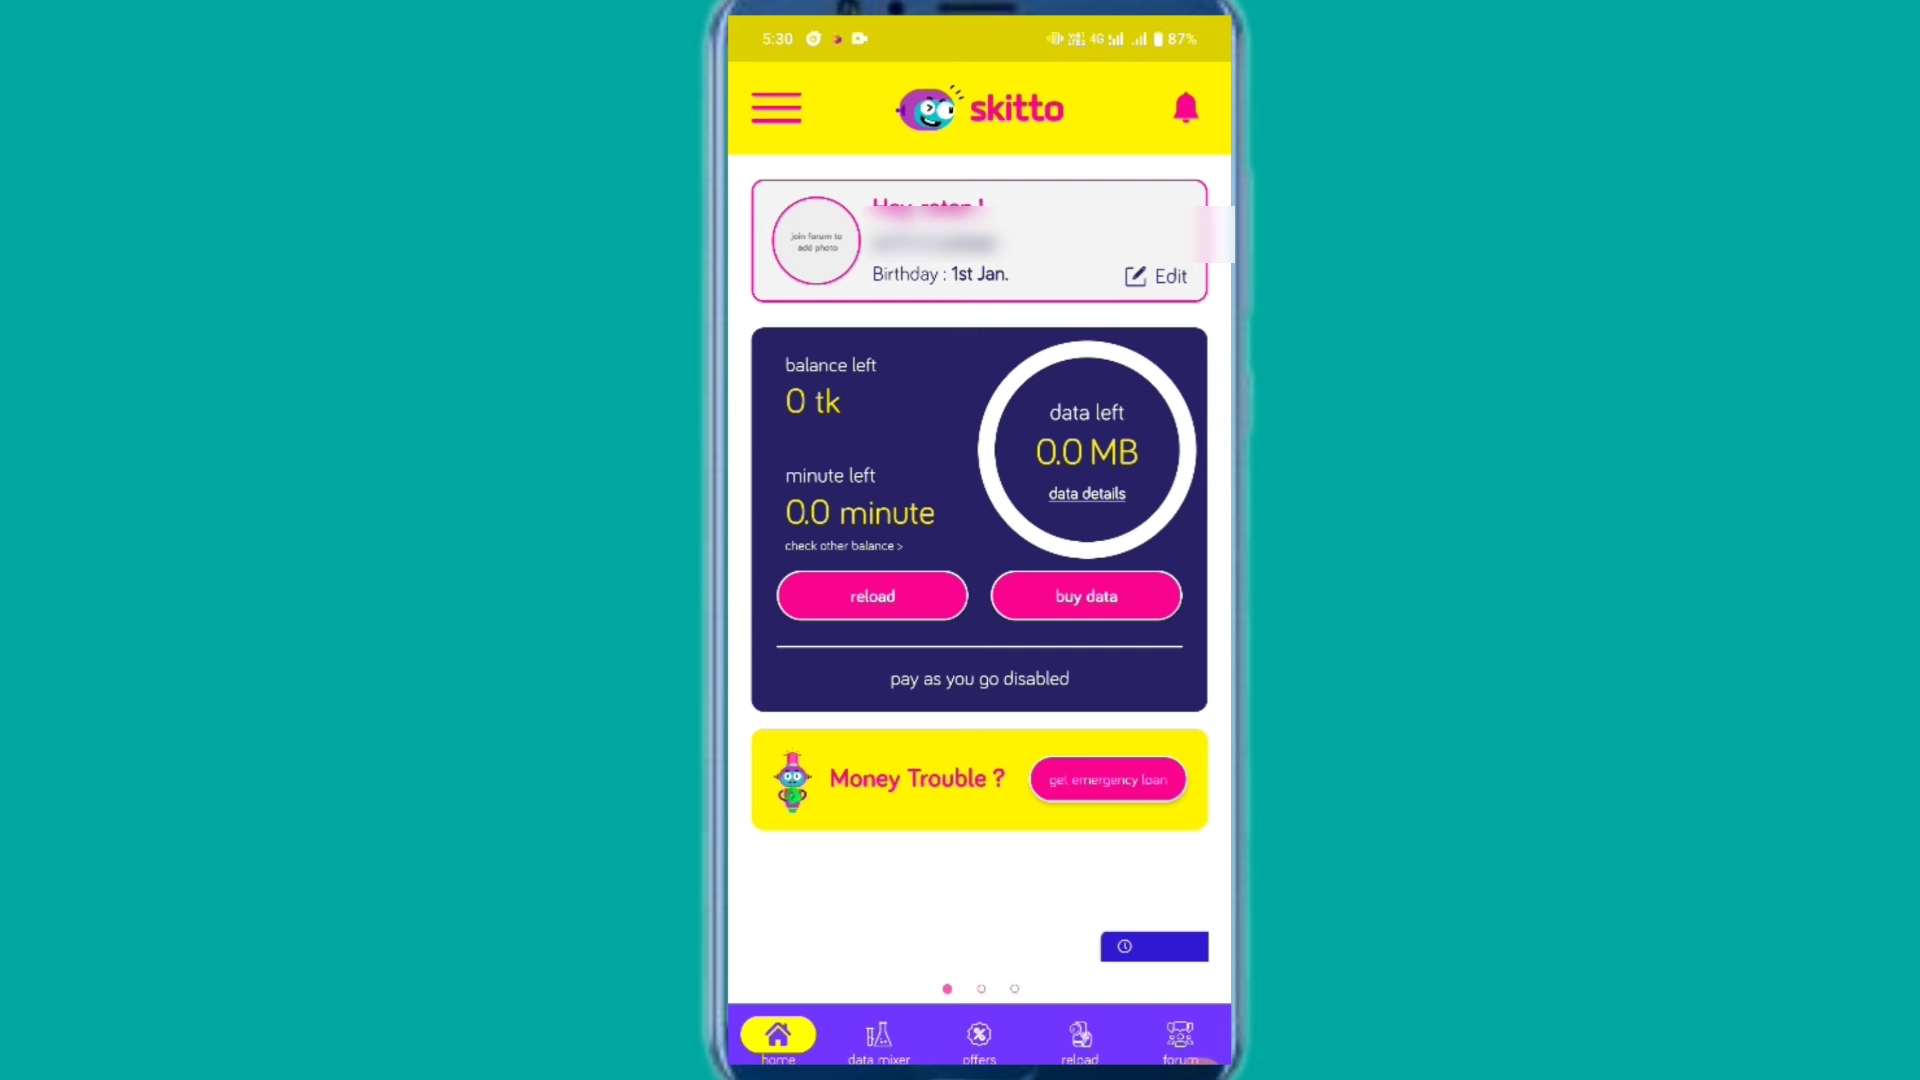 5:30
4G
87%
skitto
join forum to
add photo
Birthday : 1st Jan.
Edit
balance left
0 tk
data left
0.0 MB
data details
minute left
0.0 minute
check other balance >
reload
buy data
pay as you go disabled
Money Trouble ?
get emergency loan
home
data mixer
offers
reload
forum